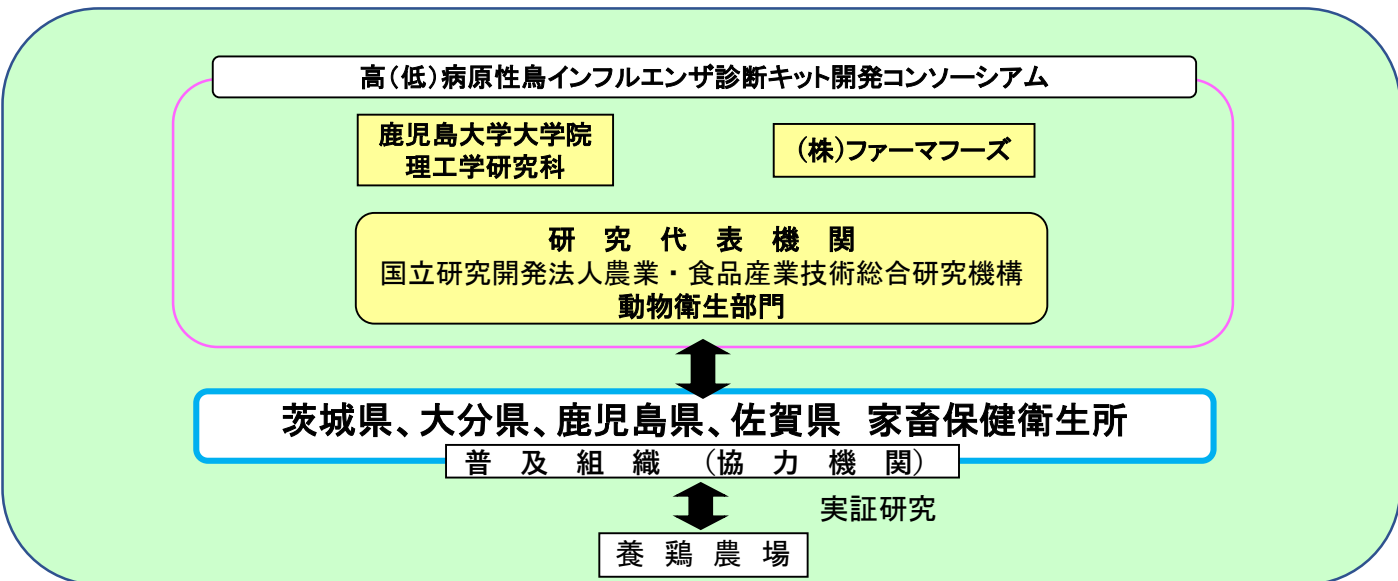 高(低)病原性鳥インフルエンザ診断キット開発コンソーシアム
鹿児島大学大学院
理工学研究科
(株)ファーマフーズ
研 究 代 表 機 関
国立研究開発法人農業・食品産業技術総合研究機構
動物衛生部門
茨城県、大分県、鹿児島県、佐賀県 家畜保健衛生所
普 及 組 織 (協 力 機 関)
実証研究
養 鶏 農 場